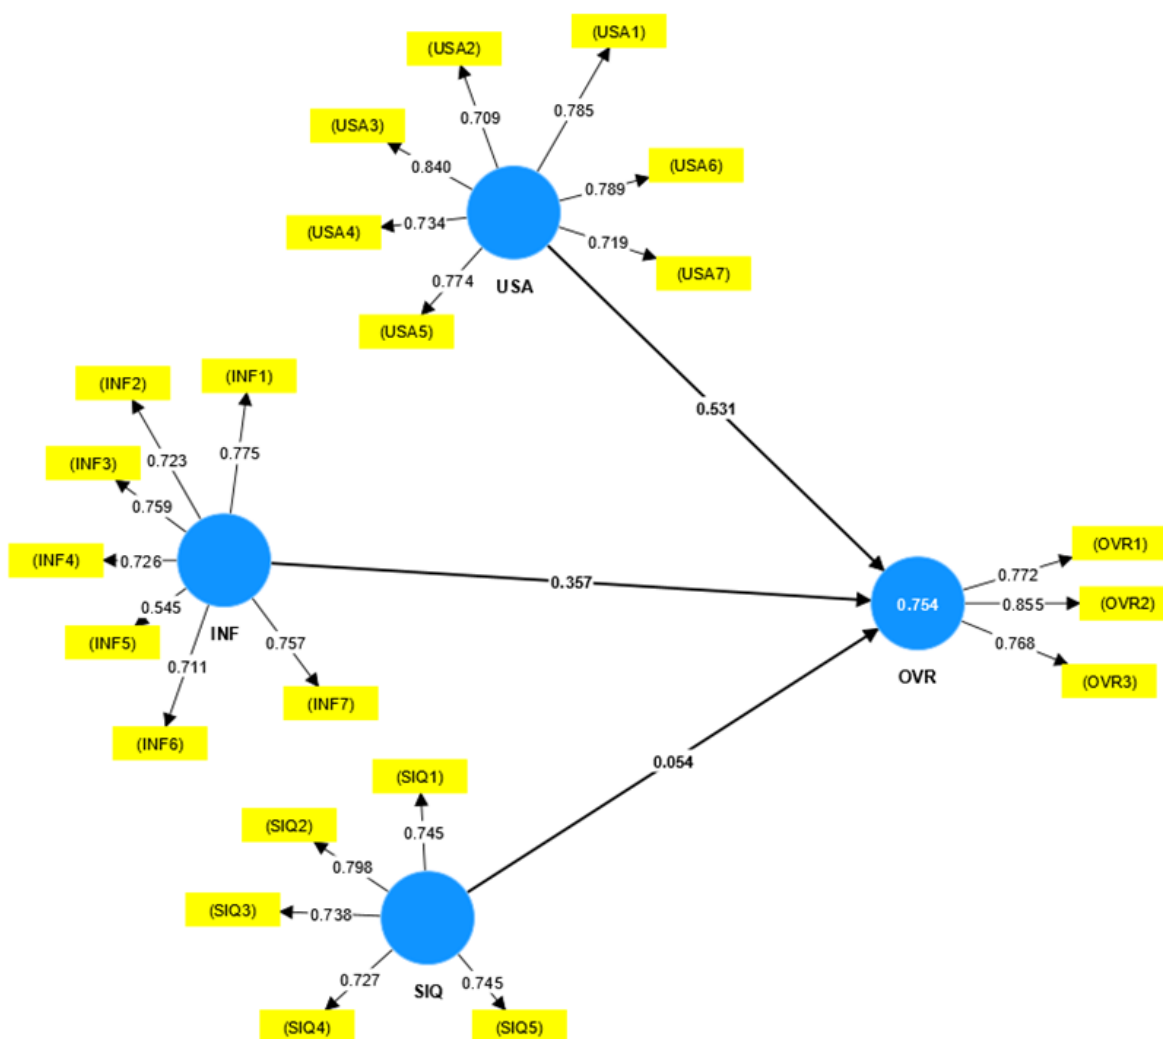 (USA1)
(USA2)
0.785
0.709
(USA3)
0.840
(USA6)
0.789
(USA4)
0.734
0.719
(USA7)
0.774
USA
(USA5)
(INF1)
(INF2)
0.531
0.775
0.723
(INF3)
0.759
(INF4)
0.726
0.545
INF
(INF5)
0.757
0.711
(INF7)
(INF6)
0.357
0.754
OVR
(OVR1)
0.772
0.855
(OVR2)
0.768
(OVR3)
0.054
(SIQ1)
0.745
(SIQ2)
0.798
(SIQ3)
0.738
0.727
0.745
SIQ
(SIQ4)
(SIQ5)